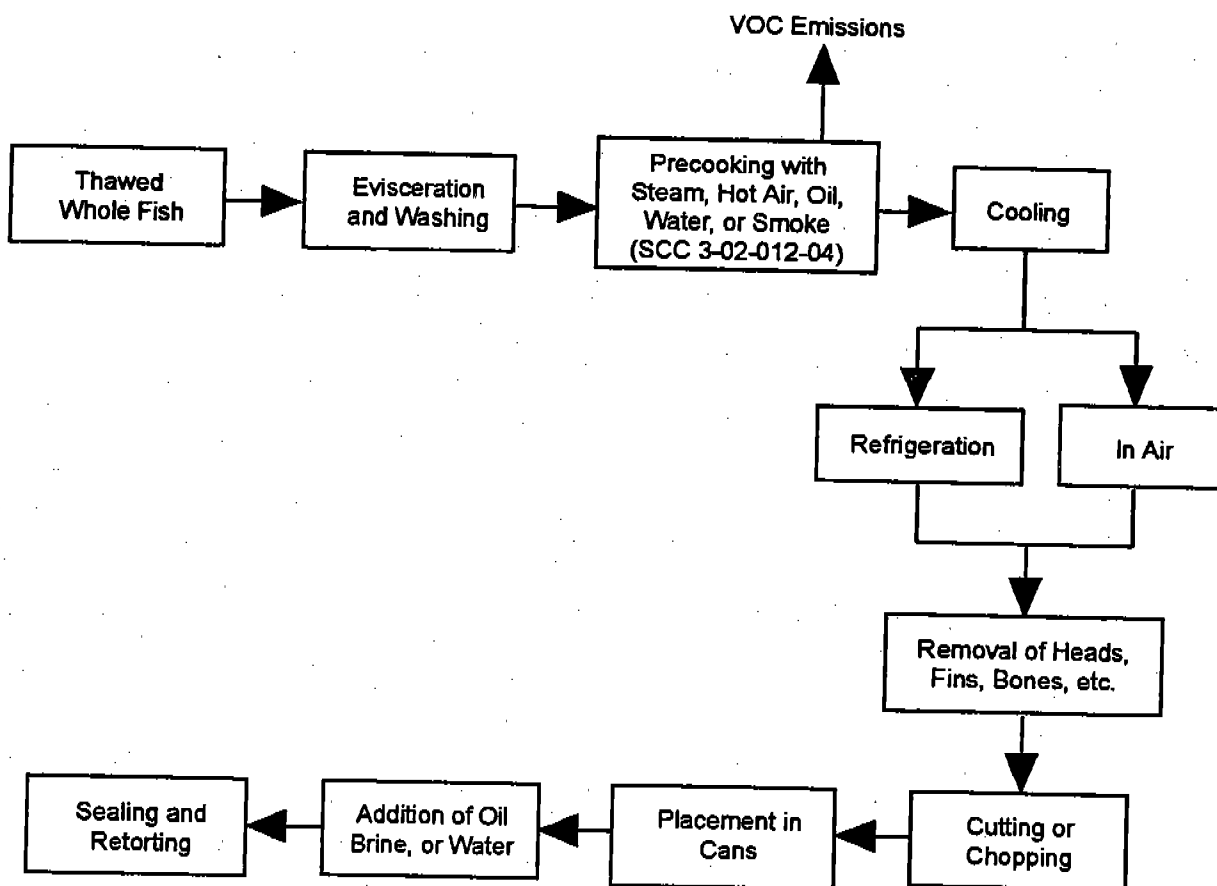 VOC Emissions
Thawed
Whole Fish
Evisceration
and Washing
Precooking with
Steam, Hot Air, Oil,
Water, or Smoke
(SCC 3-02-012-04)
Cooling
Refrigeration
In Air
Removal of Heads,
Fins, Bones, etc.
Cutting or
Chopping
Placement in
Cans
Addition of Oil
Brine, or Water
Sealing and
Retorting